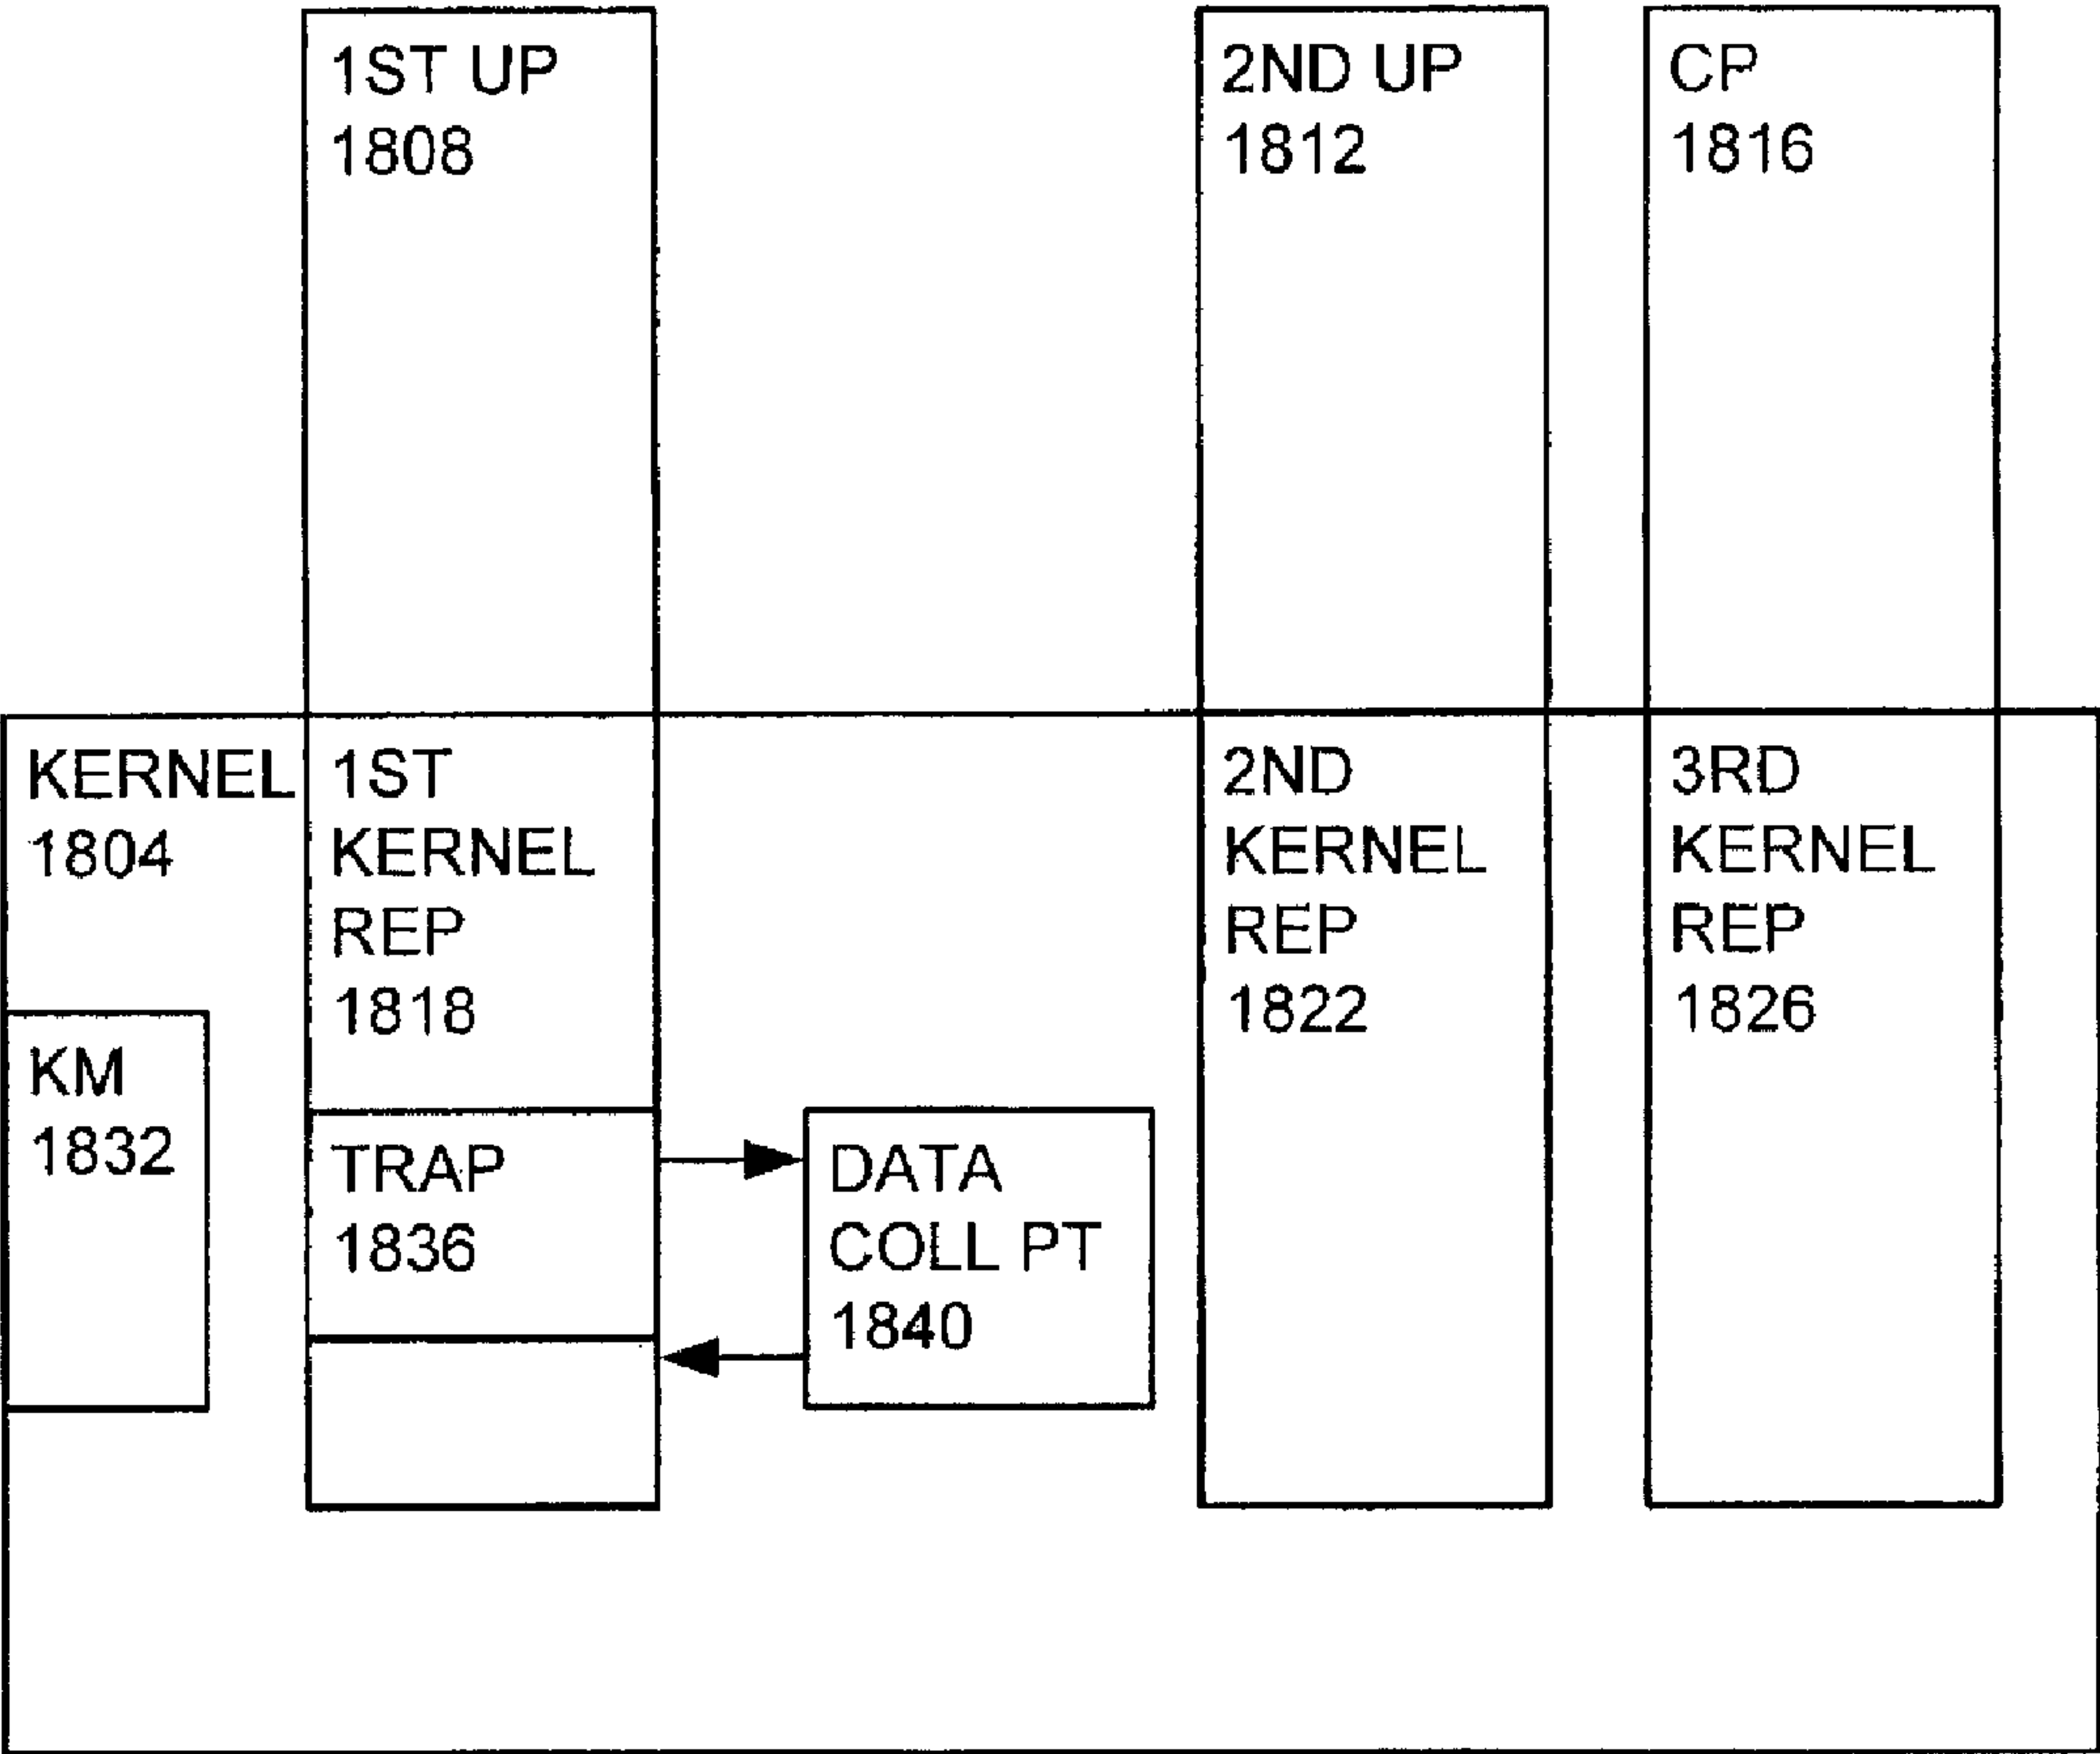 1ST UP
1808
2ND UP
1812
CP
1816
KERNEL
1804
1ST
KERNEL
REP
1818
2ND
KERNEL
REP
1822
3RD
KERNEL
REP
1826
KM
1832
TRAP
1836
DATA
COLL PT
1840